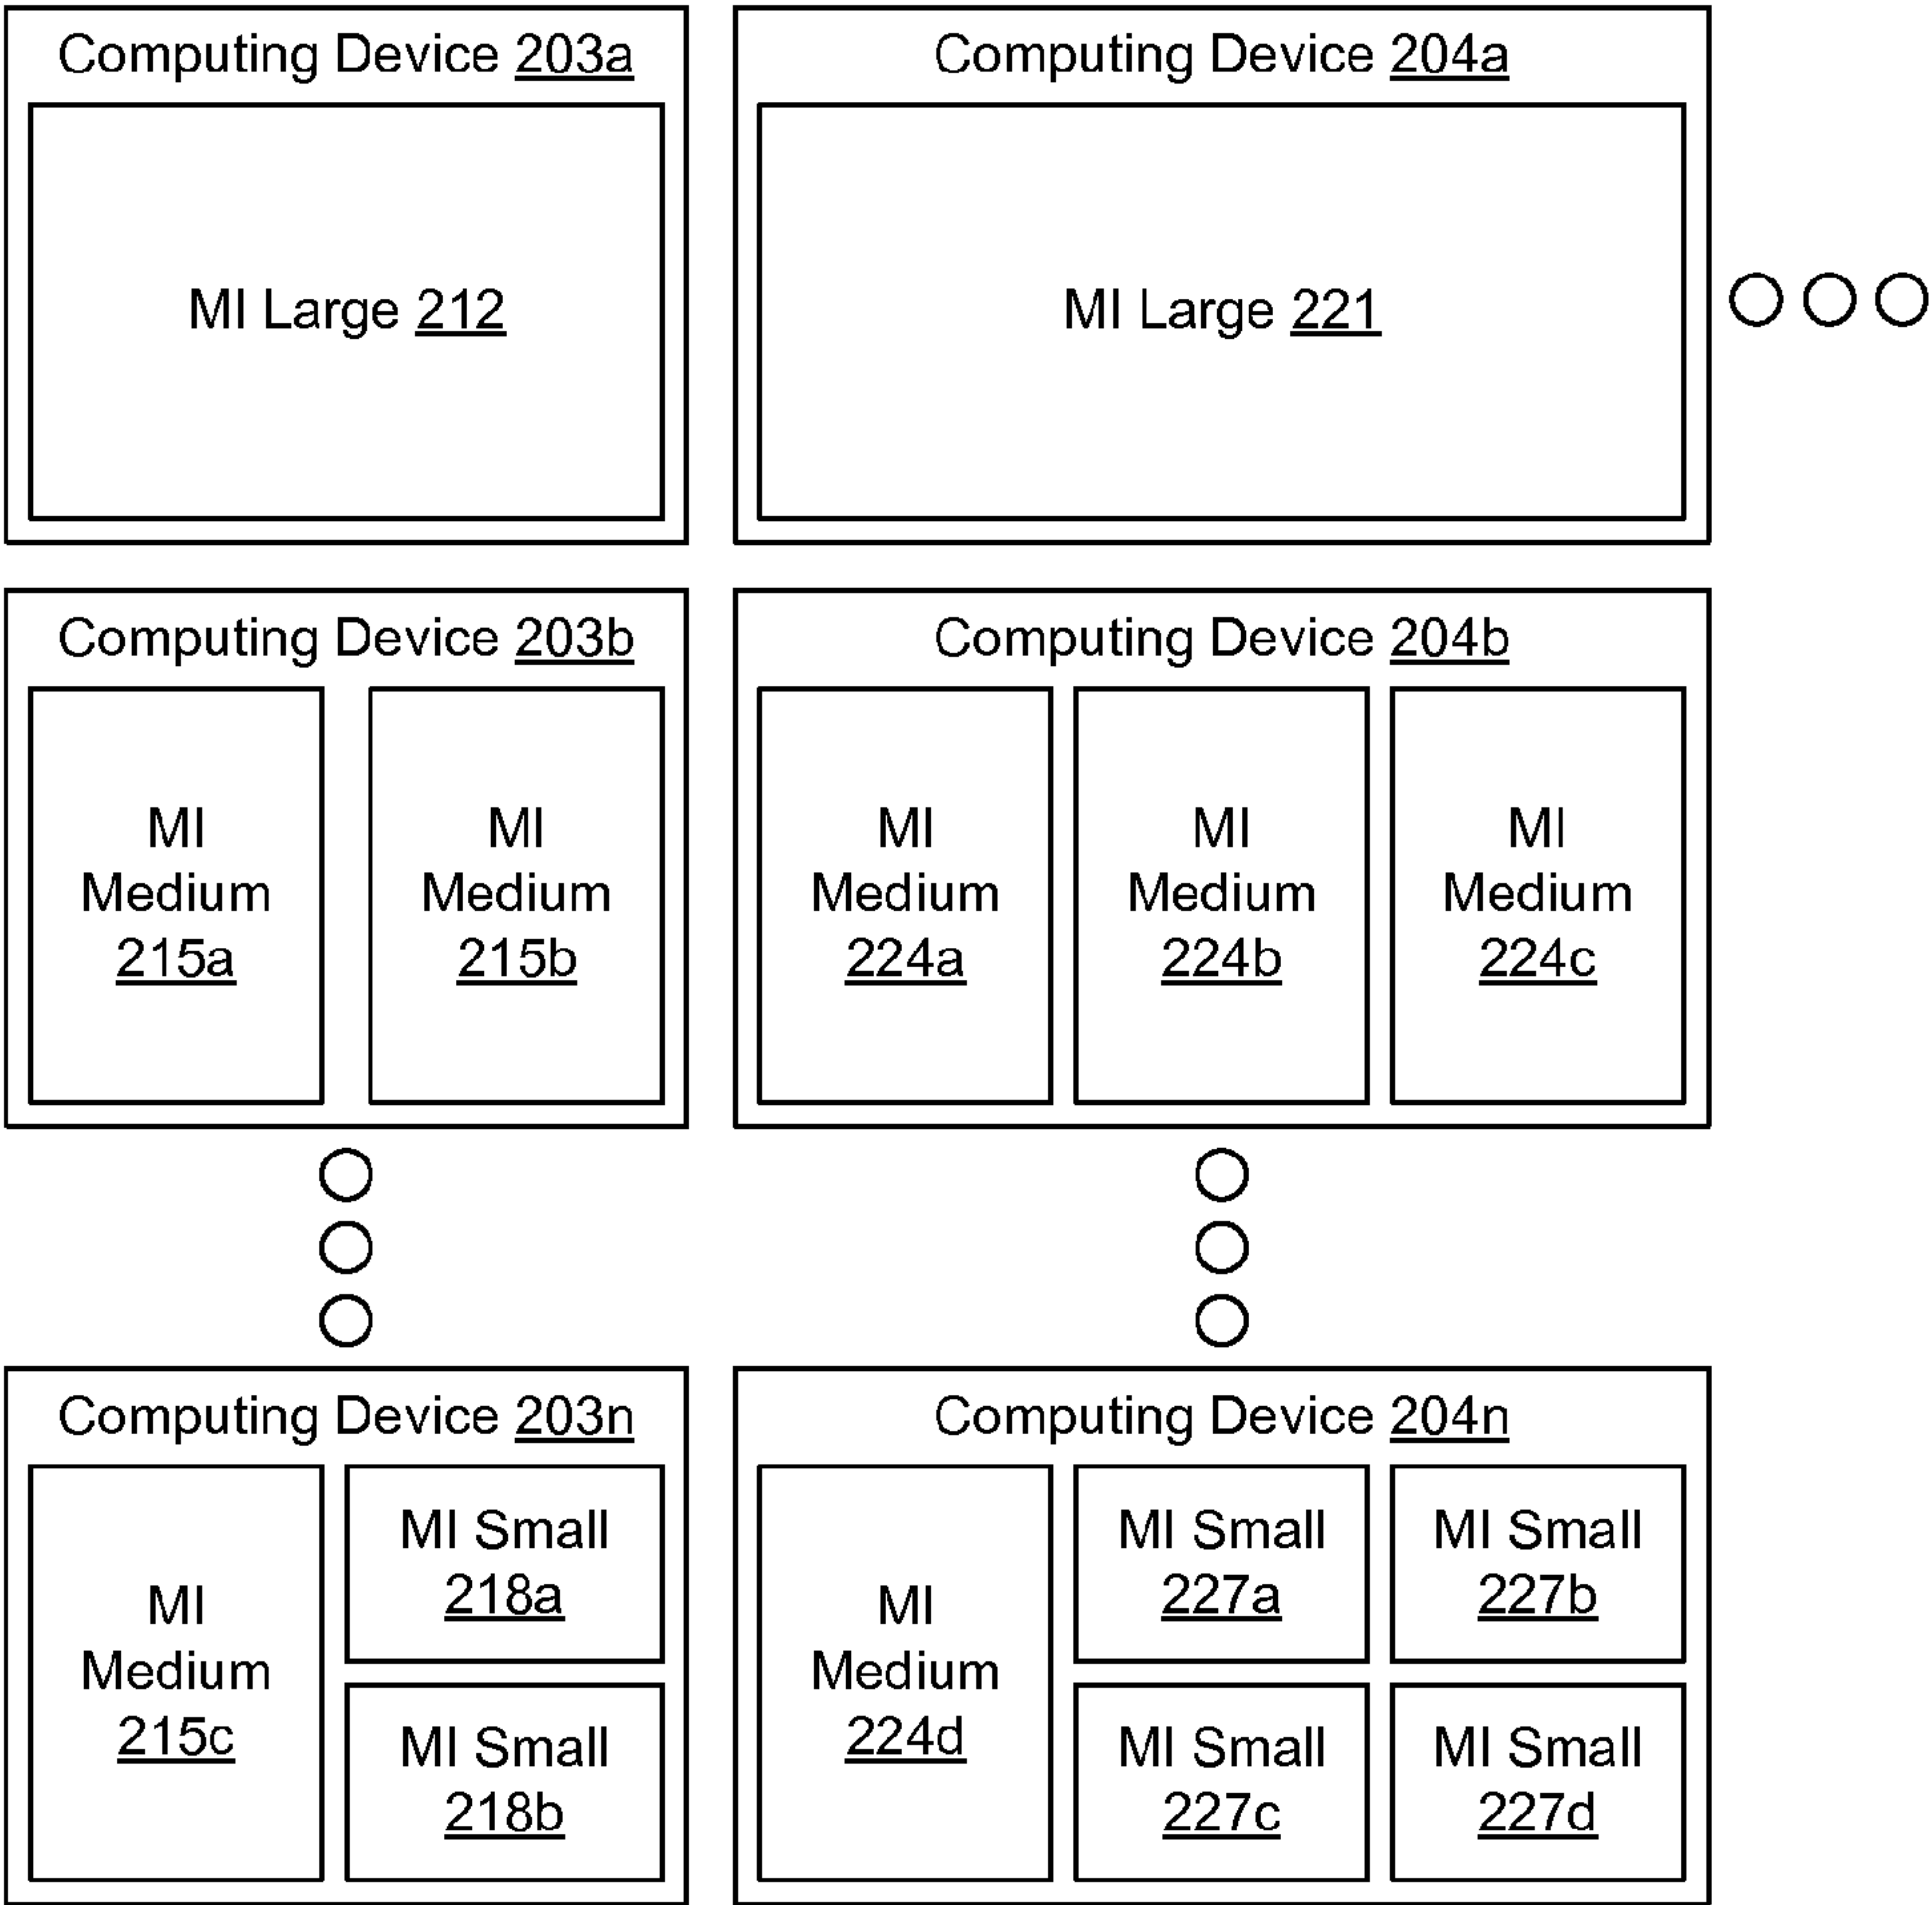 Computing Device 203a
MI Large 212
Computing Device 204a
MI Large 221
Computing Device 203b
MI
Medium
215a
MI
Medium
215b
Computing Device 204b
MI
Medium
224a
MI
Medium
224b
MI
Medium
224c
Computing Device 203n
MI
Medium
215c
MI Small
218a
MI Small
218b
Computing Device 204n
MI
Medium
224d
MI Small
227a
MI Small
227b
MI Small
227c
MI Small
227d